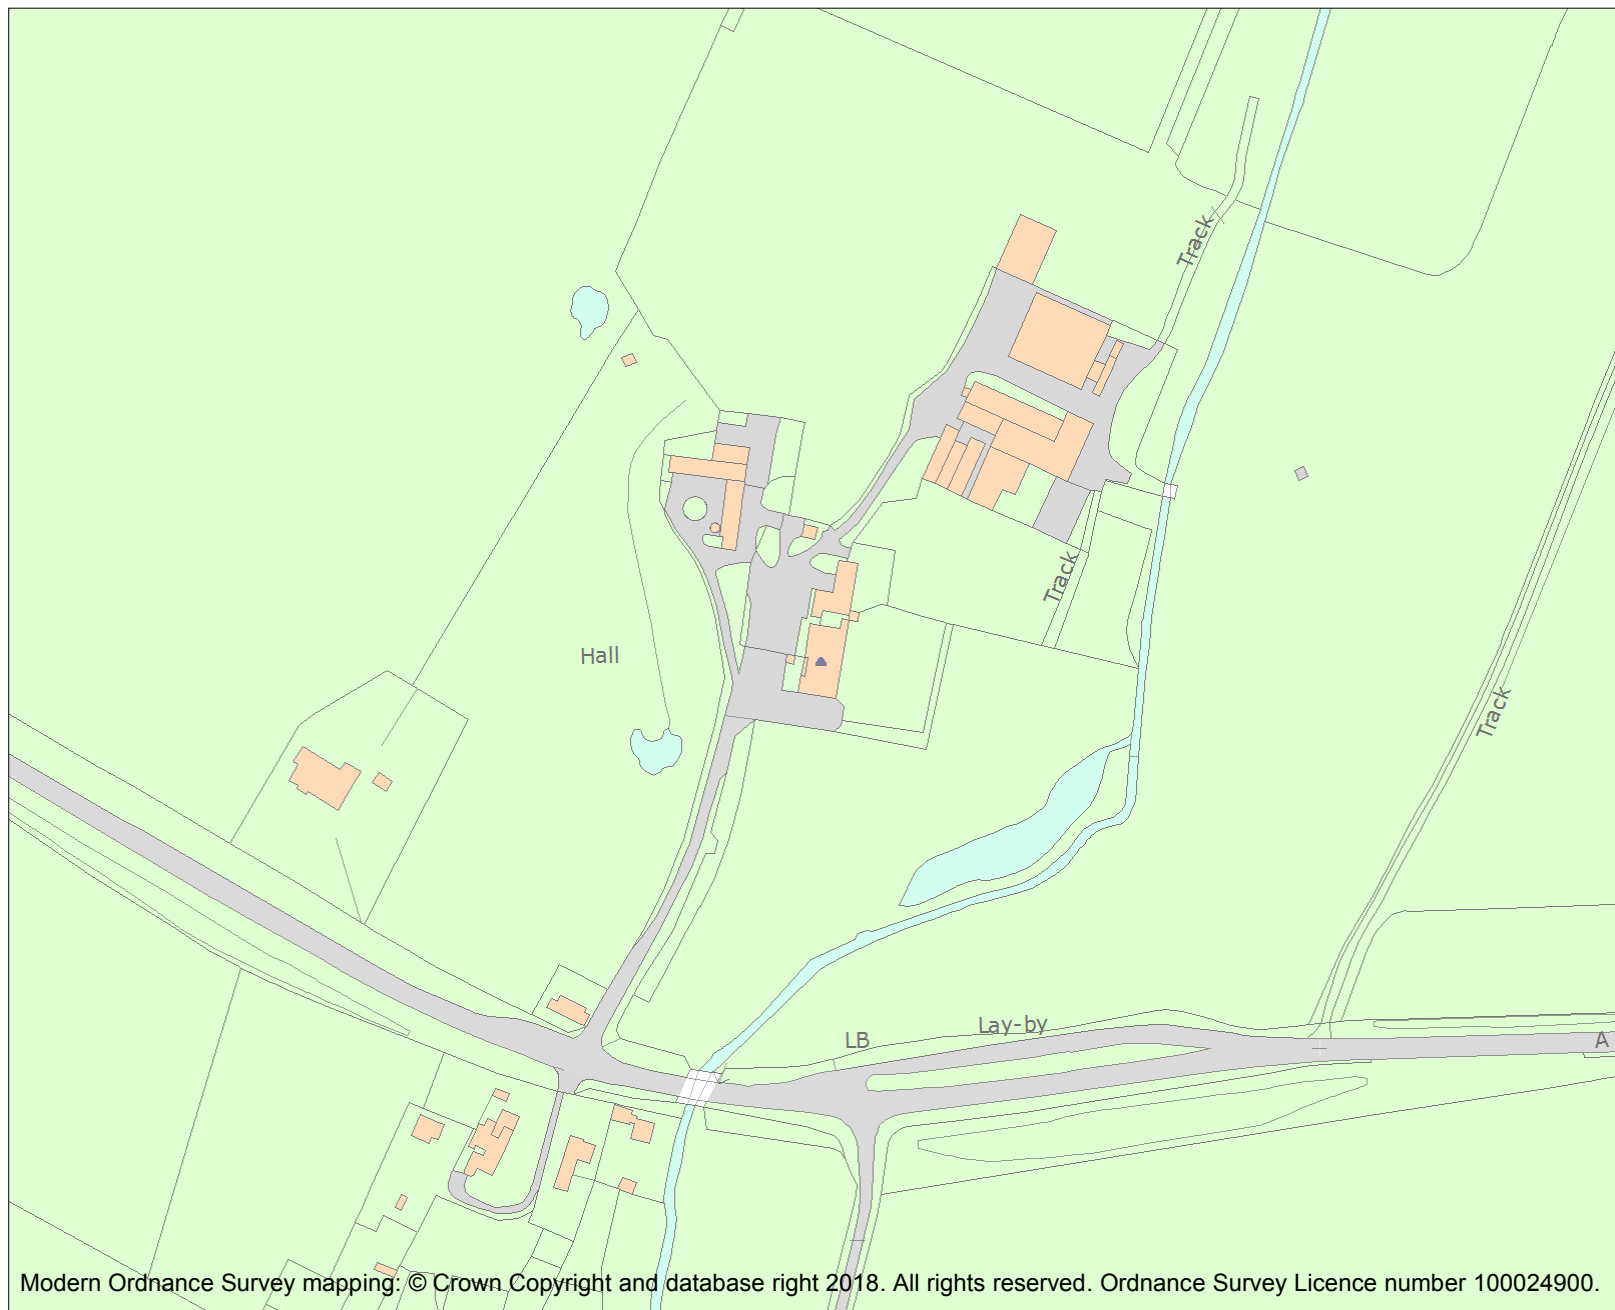 Track
Track
Hall
Track
Lay-by
LB
A
Modern Ordnance Survey mapping: © Crown Copyright and database right 2018. All rights reserved. Ordnance Survey Licence number 100024900.